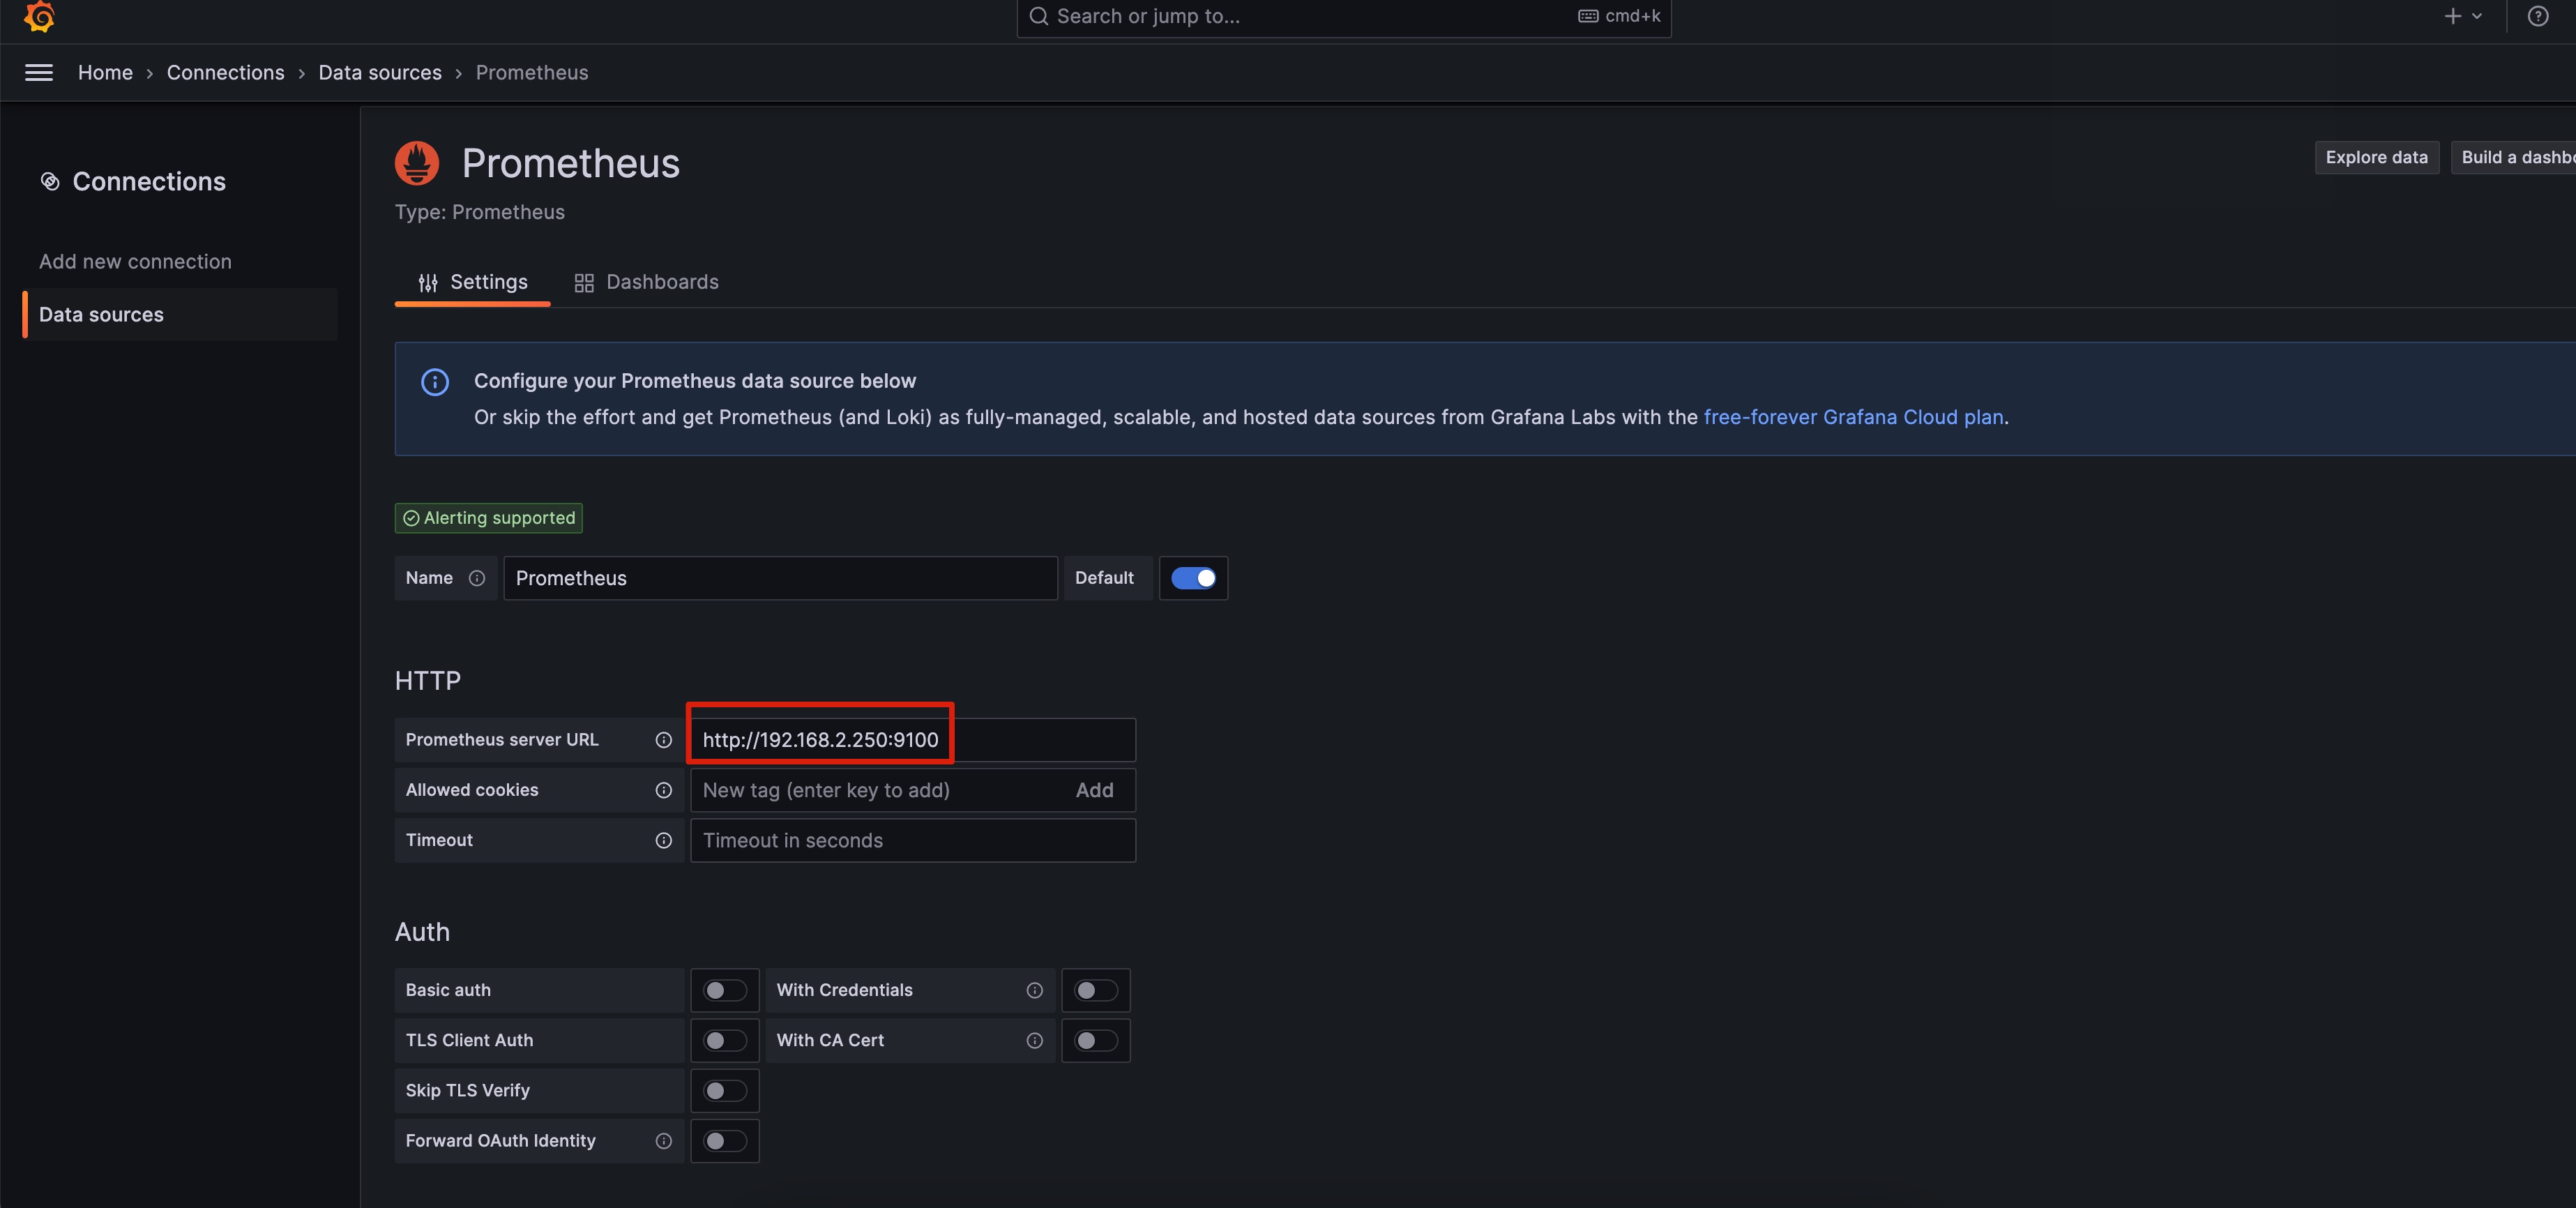 Search or jump to...
cmd+k
Home › Connections › Data sources › Prometheus
Connections
Add new connection
Data sources
Prometheus
Type: Prometheus
Explore data
Build a dashbo
Settings
Dashboards
Configure your Prometheus data source below
Or skip the effort and get Prometheus (and Loki) as fully-managed, scalable, and hosted data sources from Grafana Labs with the free-forever Grafana Cloud plan.
Alerting supported
Name
Prometheus
Default
HTTP
Prometheus server URL
http://192.168.2.250:9100
Allowed cookies
New tag (enter key to add)
Add
Timeout
Timeout in seconds
Auth
Basic auth
With Credentials
TLS Client Auth
With CA Cert
Skip TLS Verify
Forward OAuth Identity